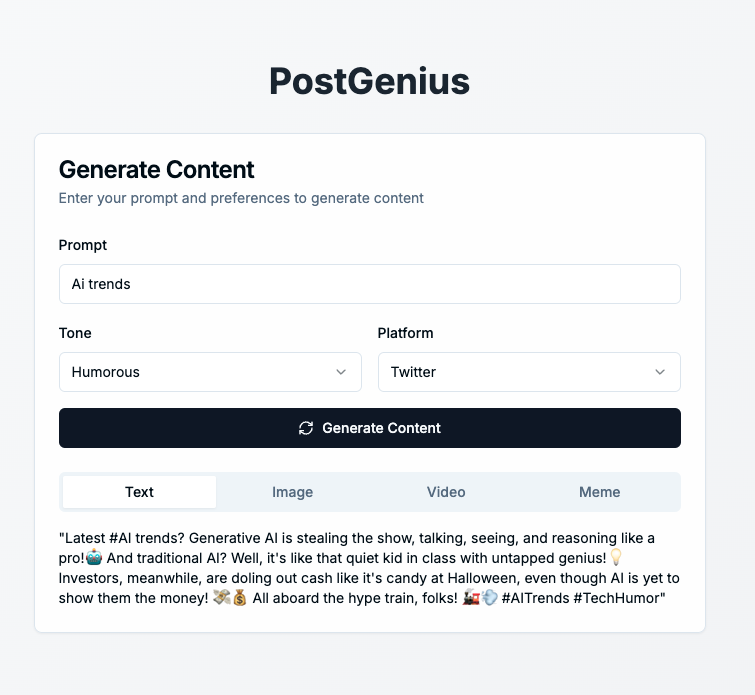 PostGenius
Generate Content
Enter your prompt and preferences to generate content
Prompt
Ai trends
Tone
Platform
Humorous
Twitter
Generate Content
Text Image Video Meme
"Latest #AI trends? Generative AI is stealing the show, talking, seeing, and reasoning like a
pro!🤖 And traditional AI? Well, it's like that quiet kid in class with untapped genius!💡
Investors, meanwhile, are doling out cash like it's candy at Halloween, even though AI is yet to
show them the money! 💸💰 All aboard the hype train, folks! 🚂💨 #AITrends #TechHumor"